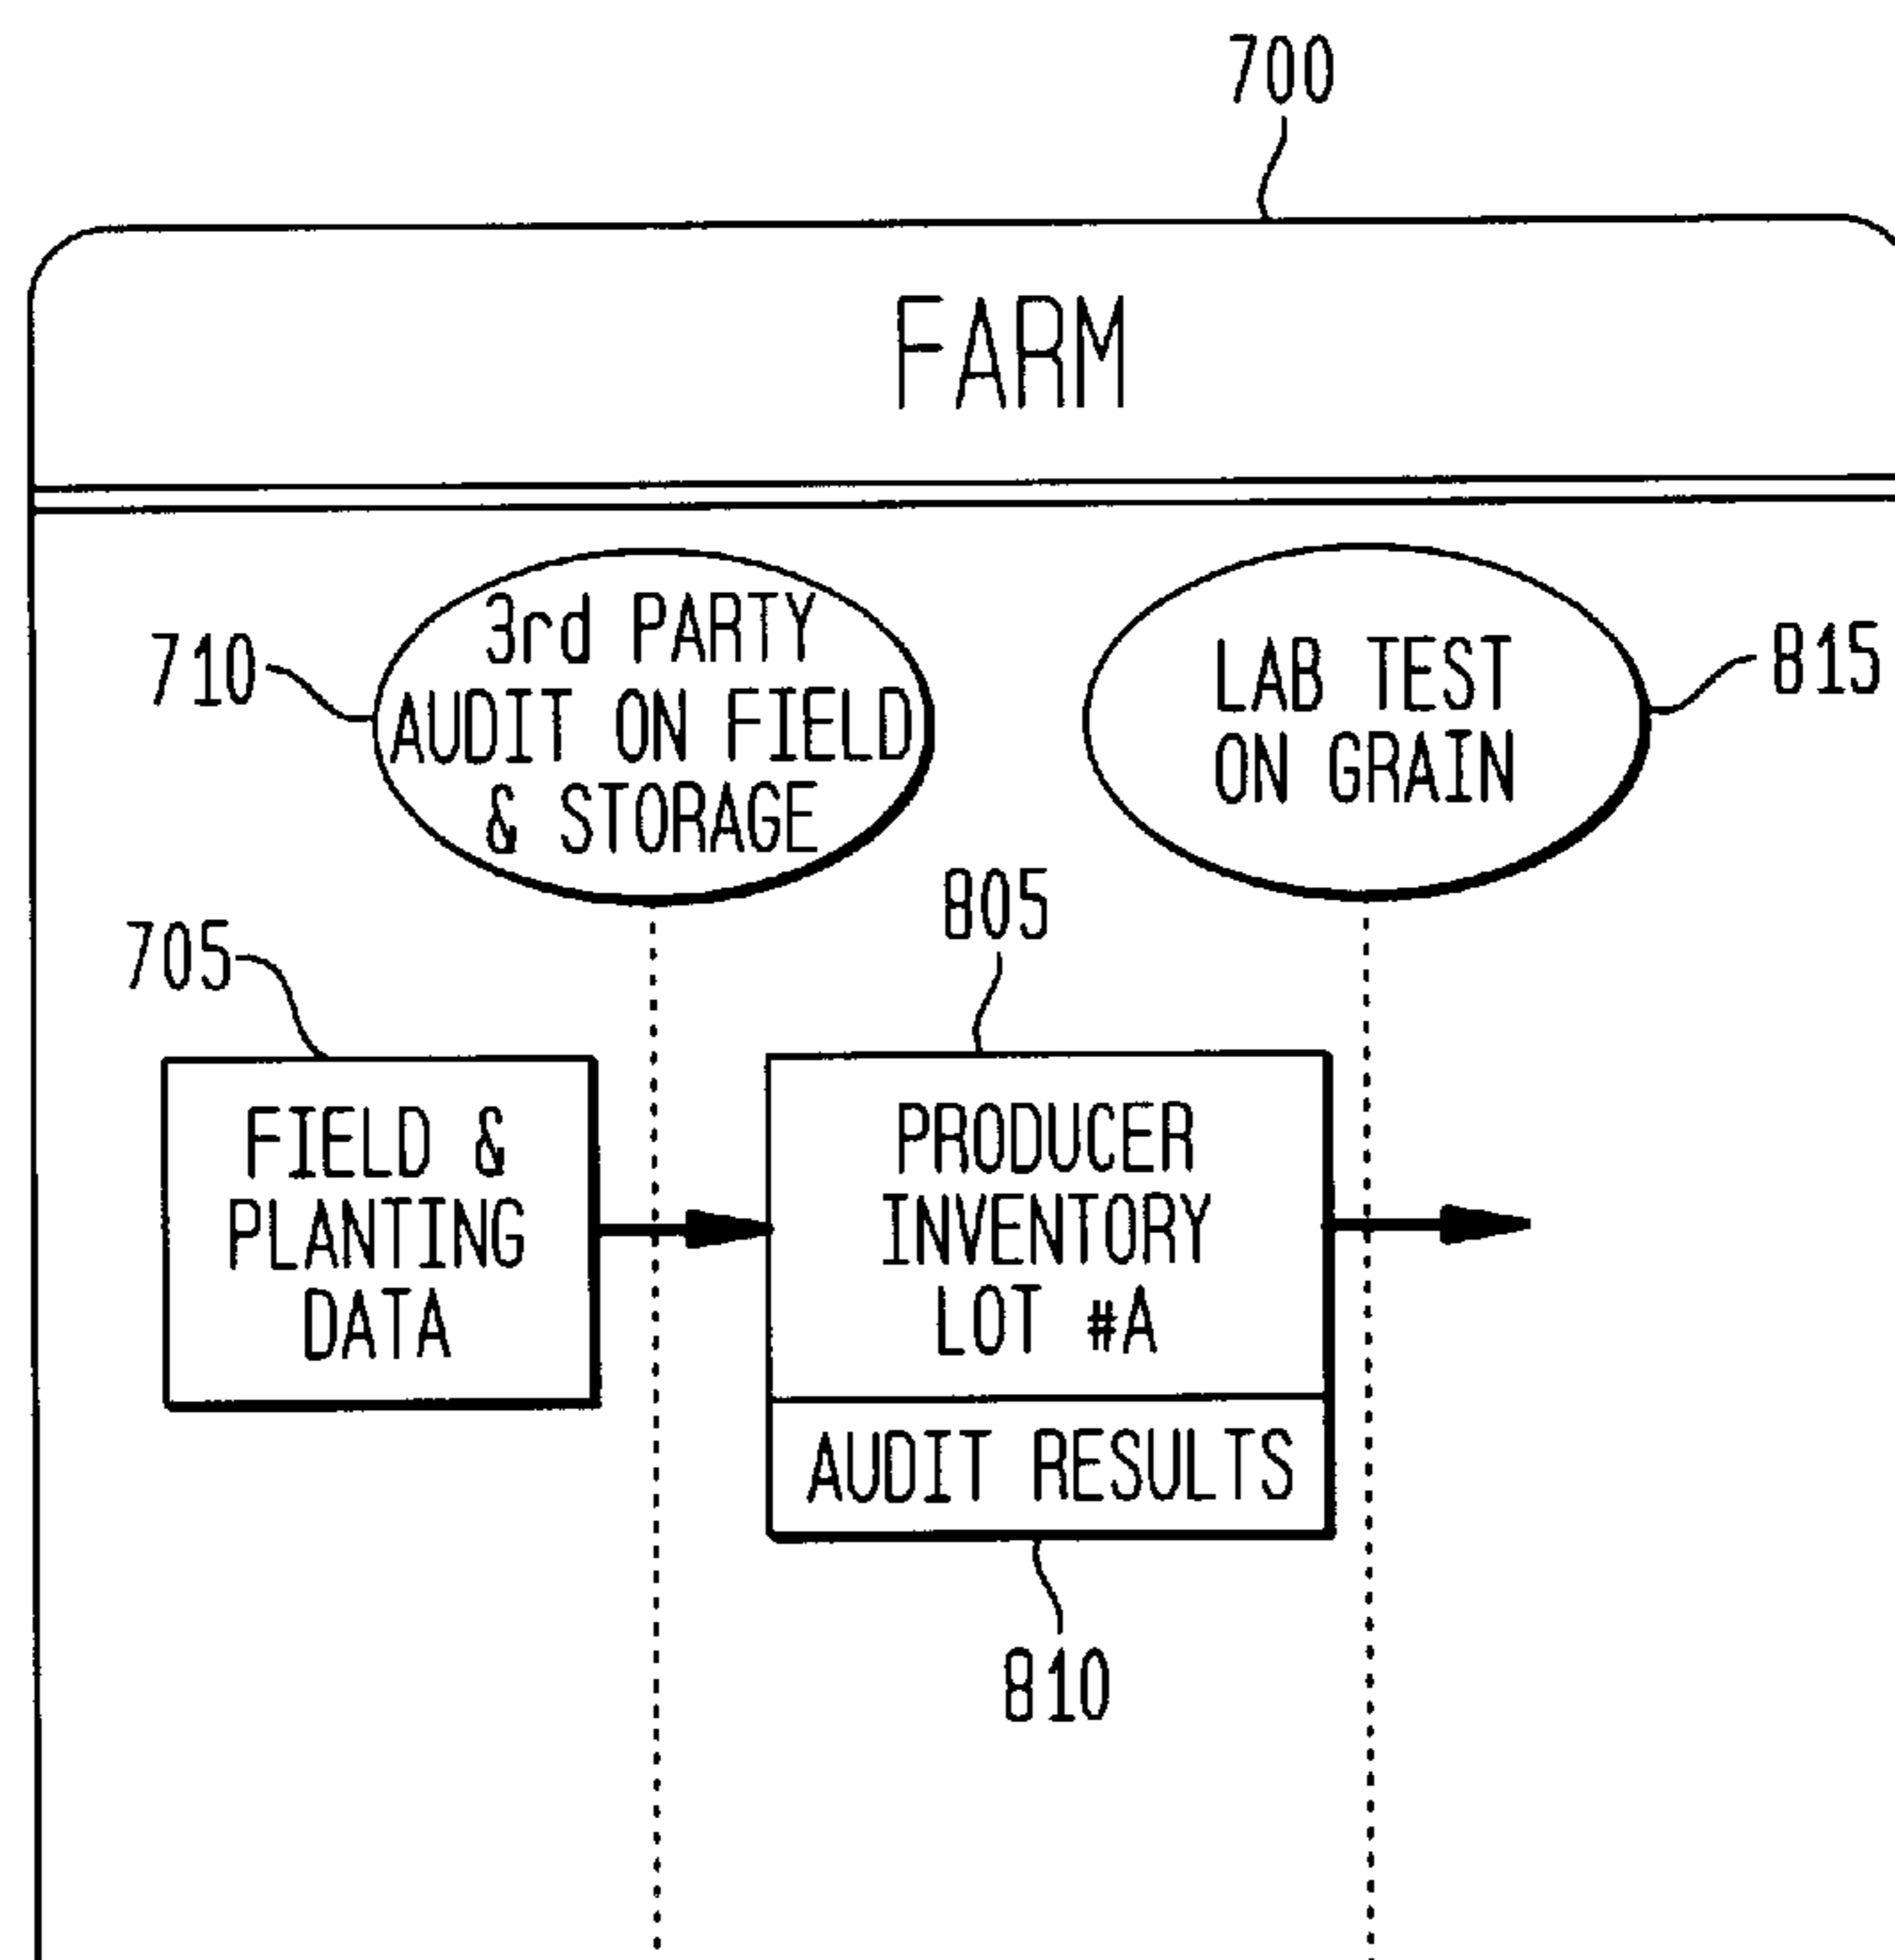 700
FARM
710
3rd PARTY
AUDIT ON FIELD
& STORAGE
LAB TEST
ON GRAIN
815
705
805
FIELD &
PLANTING
DATA
PRODUCER
INVENTORY
LOT #A
AUDIT RESULTS
810